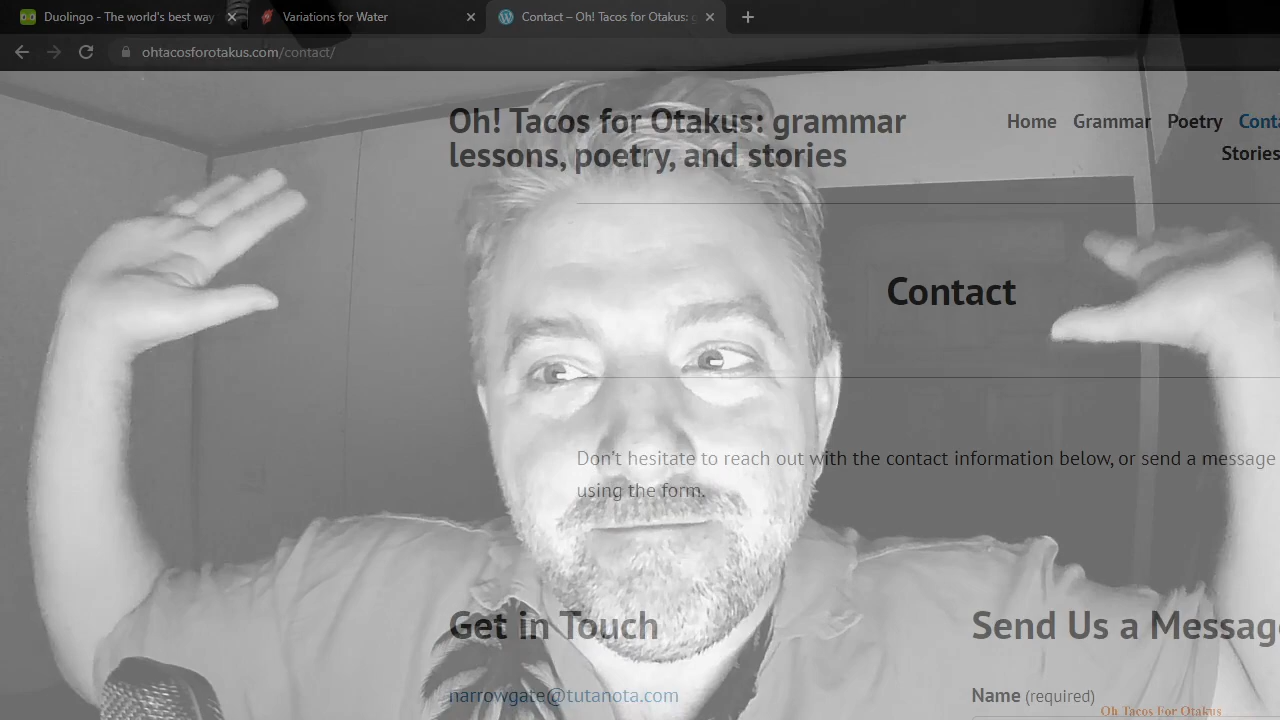 Duolingo - The world's best way
Variations for Water
Contact – Oh! Tacos for Otakus: g
ohtacosforotakus.com/contact/
Oh! Tacos for Otakus: grammar
lessons, poetry, and stories
Home Grammar Poetry Conta
Stories
Contact
Don't hesitate to reach out with the contact information below, or send a message
using the form.
Get in Touch
Send Us a Messag
narrowgate@tutanota.com
Name (required)
Oh Tacos For Otakus